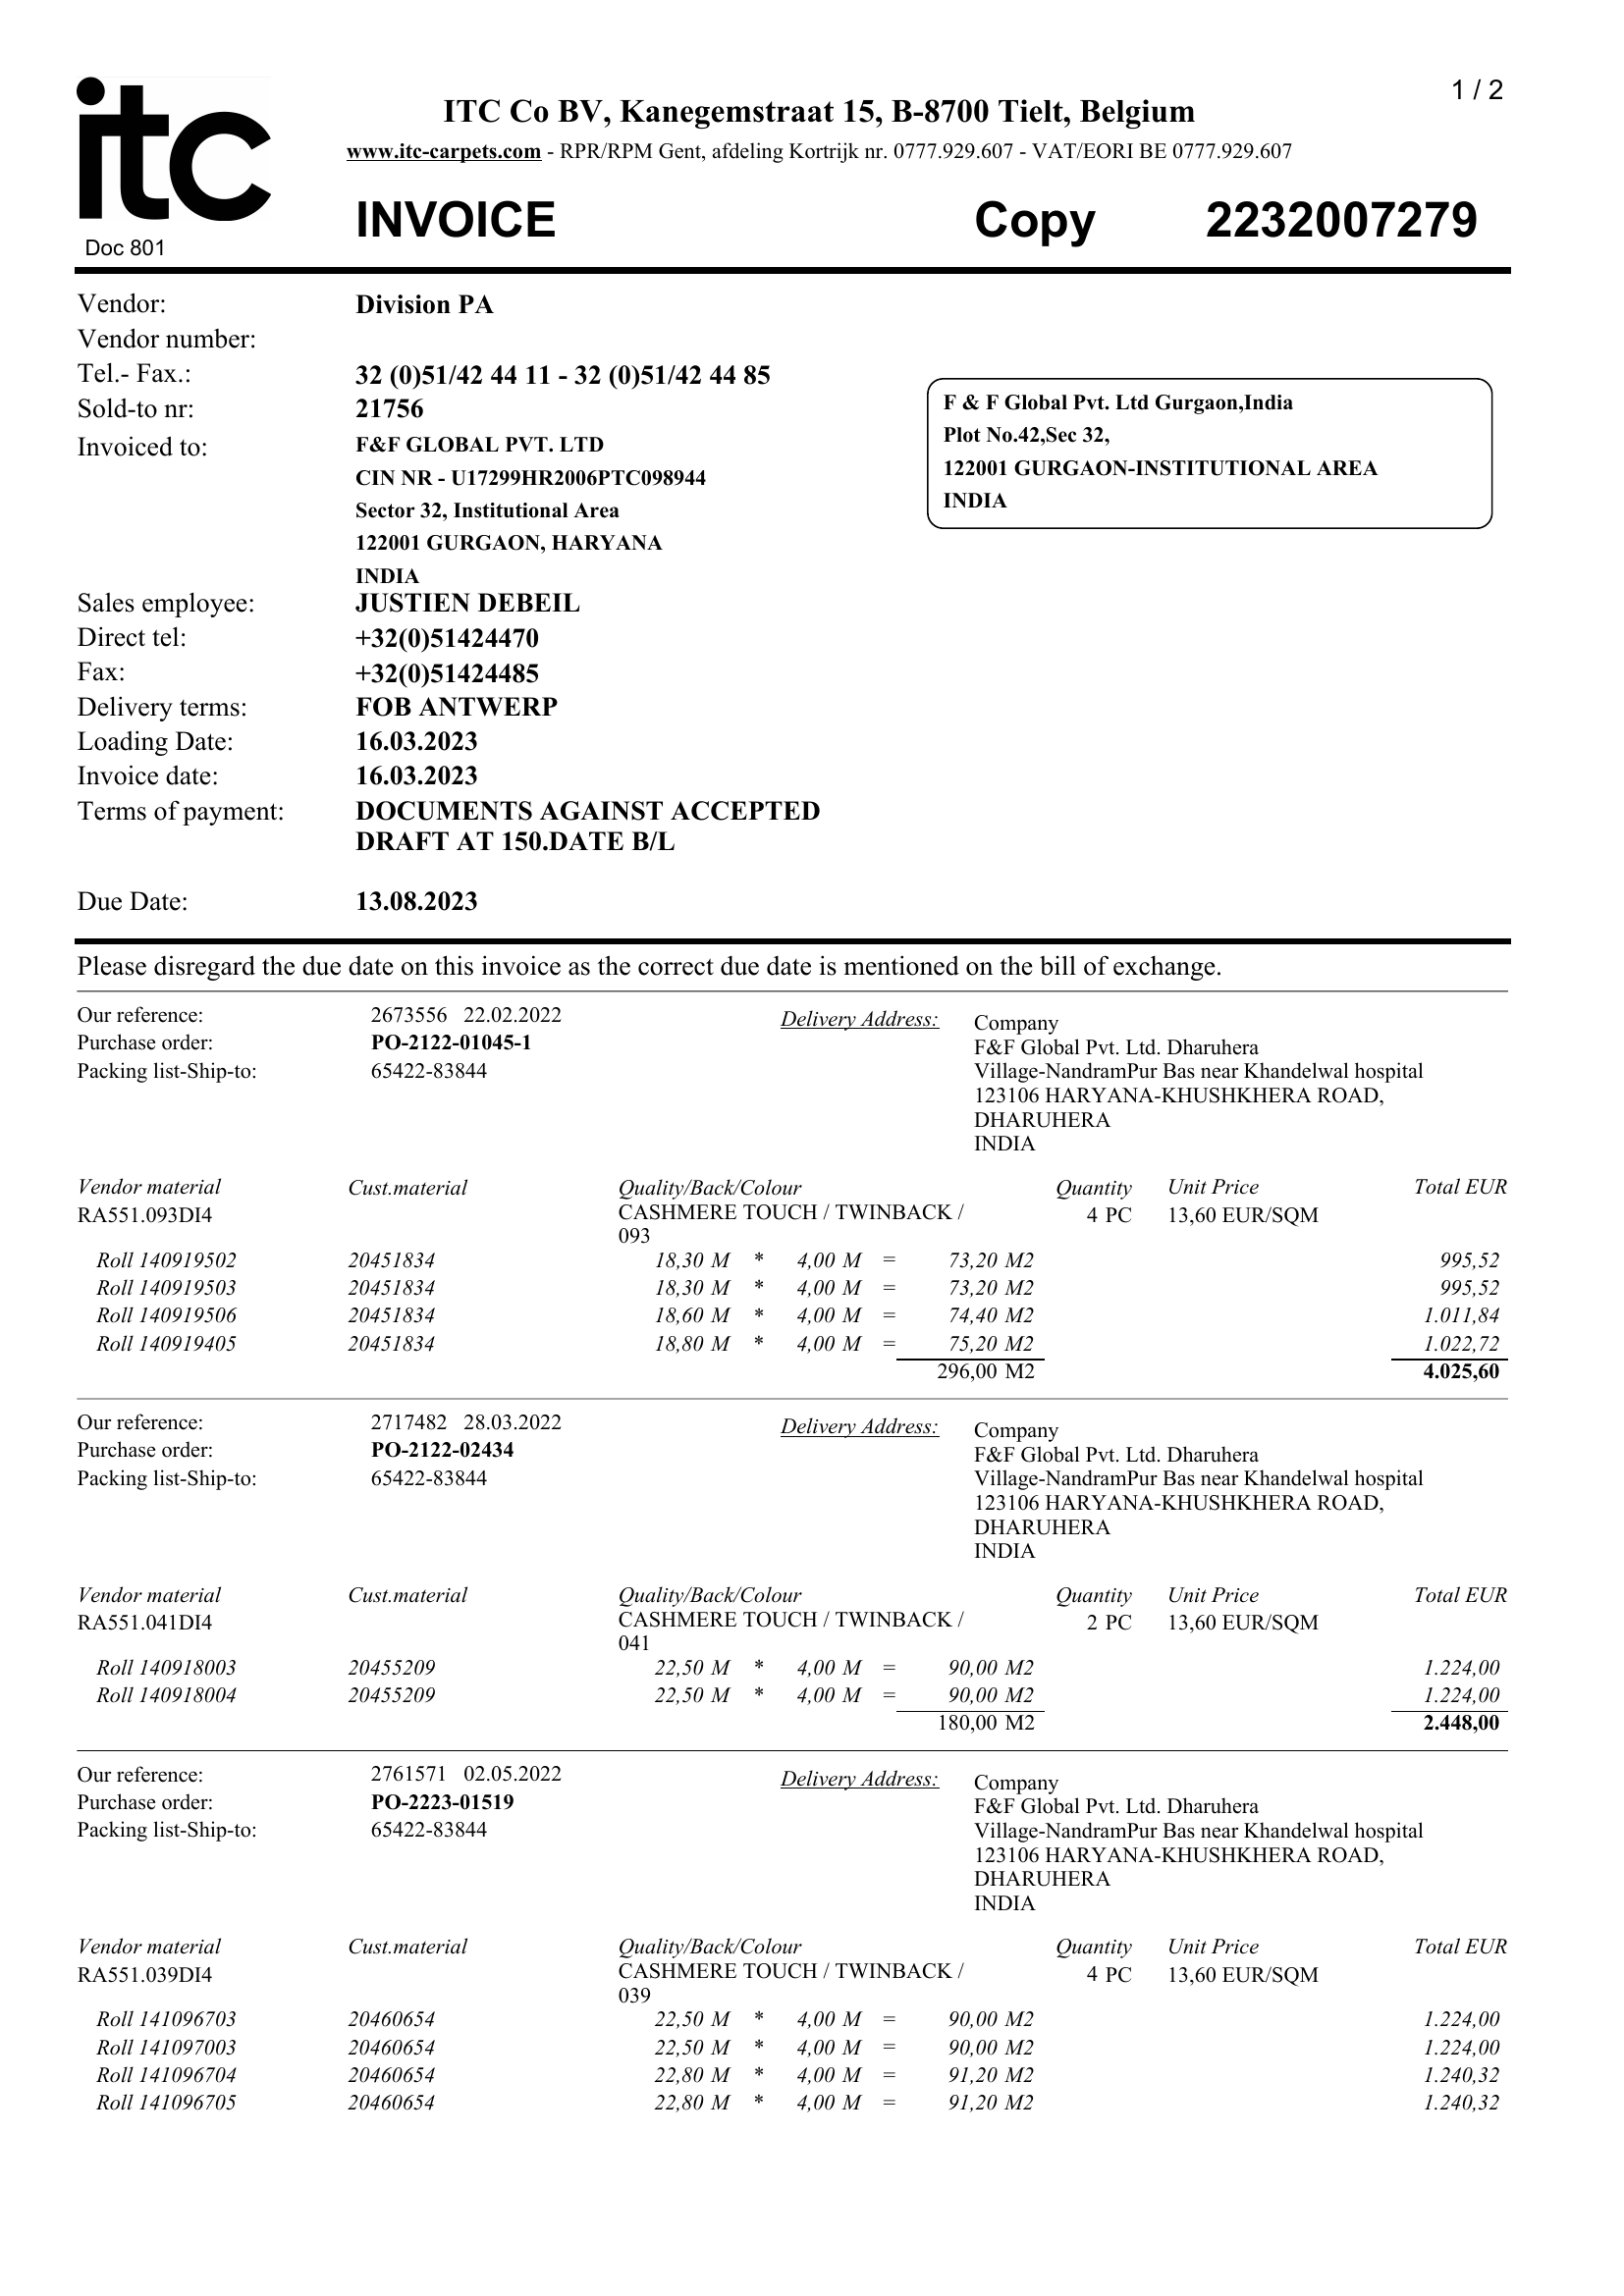 1 / 2
itc
ITC Co BV, Kanegemstraat 15, B-8700 Tielt, Belgium
www.itc-carpets.com - RPR/RPM Gent, afdeling Kortrijk nr. 0777.929.607 - VAT/EORI BE 0777.929.607
Doc 801
INVOICE Copy 2232007279
Vendor: Division PA
Vendor number:
Tel.- Fax.: 32 (0)51/42 44 11 - 32 (0)51/42 44 85
Sold-to nr: 21756
Invoiced to: F&F GLOBAL PVT. LTD
CIN NR - U17299HR2006PTC098944
Sector 32, Institutional Area
122001 GURGAON, HARYANA
INDIA
F & F Global Pvt. Ltd Gurgaon,India
Plot No.42,Sec 32,
122001 GURGAON-INSTITUTIONAL AREA
INDIA
Sales employee: JUSTIEN DEBEIL
Direct tel: +32(0)51424470
Fax: +32(0)51424485
Delivery terms: FOB ANTWERP
Loading Date: 16.03.2023
Invoice date: 16.03.2023
Terms of payment: DOCUMENTS AGAINST ACCEPTED
DRAFT AT 150.DATE B/L
Due Date: 13.08.2023
Please disregard the due date on this invoice as the correct due date is mentioned on the bill of exchange.
Our reference: 2673556 22.02.2022
Purchase order: PO-2122-01045-1
Packing list-Ship-to: 65422-83844
Delivery Address: Company
F&F Global Pvt. Ltd. Dharuhera
Village-NandramPur Bas near Khandelwal hospital
123106 HARYANA-KHUSHKHERA ROAD,
DHARUHERA
INDIA
Vendor material Cust.material Quality/Back/Colour Quantity Unit Price Total EUR
RA551.093DI4 CASHMERE TOUCH / TWINBACK / 4 PC 13,60 EUR/SQM
093
Roll 140919502 20451834 18,30 M * 4,00 M = 73,20 M2 995,52
Roll 140919503 20451834 18,30 M * 4,00 M = 73,20 M2 995,52
Roll 140919506 20451834 18,60 M * 4,00 M = 74,40 M2 1.011,84
Roll 140919405 20451834 18,80 M * 4,00 M = 75,20 M2 1.022,72
296,00 M2 4.025,60
Our reference: 2717482 28.03.2022
Purchase order: PO-2122-02434
Packing list-Ship-to: 65422-83844
Delivery Address: Company
F&F Global Pvt. Ltd. Dharuhera
Village-NandramPur Bas near Khandelwal hospital
123106 HARYANA-KHUSHKHERA ROAD,
DHARUHERA
INDIA
Vendor material Cust.material Quality/Back/Colour Quantity Unit Price Total EUR
RA551.041DI4 CASHMERE TOUCH / TWINBACK / 2 PC 13,60 EUR/SQM
041
Roll 140918003 20455209 22,50 M * 4,00 M = 90,00 M2 1.224,00
Roll 140918004 20455209 22,50 M * 4,00 M = 90,00 M2 1.224,00
180,00 M2 2.448,00
Our reference: 2761571 02.05.2022
Purchase order: PO-2223-01519
Packing list-Ship-to: 65422-83844
Delivery Address: Company
F&F Global Pvt. Ltd. Dharuhera
Village-NandramPur Bas near Khandelwal hospital
123106 HARYANA-KHUSHKHERA ROAD,
DHARUHERA
INDIA
Vendor material Cust.material Quality/Back/Colour Quantity Unit Price Total EUR
RA551.039DI4 CASHMERE TOUCH / TWINBACK / 4 PC 13,60 EUR/SQM
039
Roll 141096703 20460654 22,50 M * 4,00 M = 90,00 M2 1.224,00
Roll 141097003 20460654 22,50 M * 4,00 M = 90,00 M2 1.224,00
Roll 141096704 20460654 22,80 M * 4,00 M = 91,20 M2 1.240,32
Roll 141096705 20460654 22,80 M * 4,00 M = 91,20 M2 1.240,32